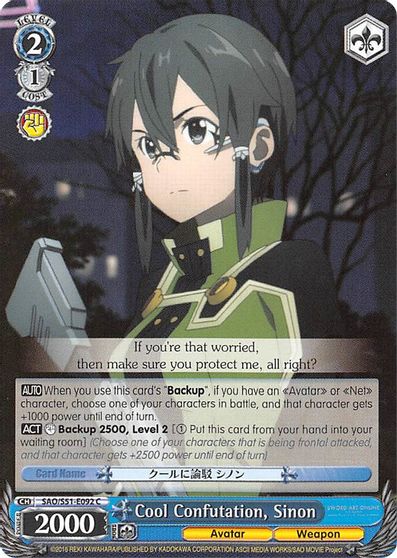 LEVEL
2
1
COST
If you're that worried,
then make sure you protect me, all right?
AUTO When you use this card's "Backup", if you have an «Avatar» or «Net»
character, choose one of your characters in battle, and that character gets
+1000 power until end of turn.
ACT Backup 2500, Level 2 [① Put this card from your hand into your
waiting room] (Choose one of your characters that is being frontal attacked,
and that character gets +2500 power until end of turn)
Card Name
クールに論駁 シノン
CH SAO/S51-E092 C
POWER
2000
Cool Confutation, Sinon
SWORD ART ONLINE
Avatar
Weapon
©2016 REKI KAWAHARA/PUBLISHED BY KADOKAWA CORPORATION ASCII MEDIA WORKS/SAO MOVIE Project